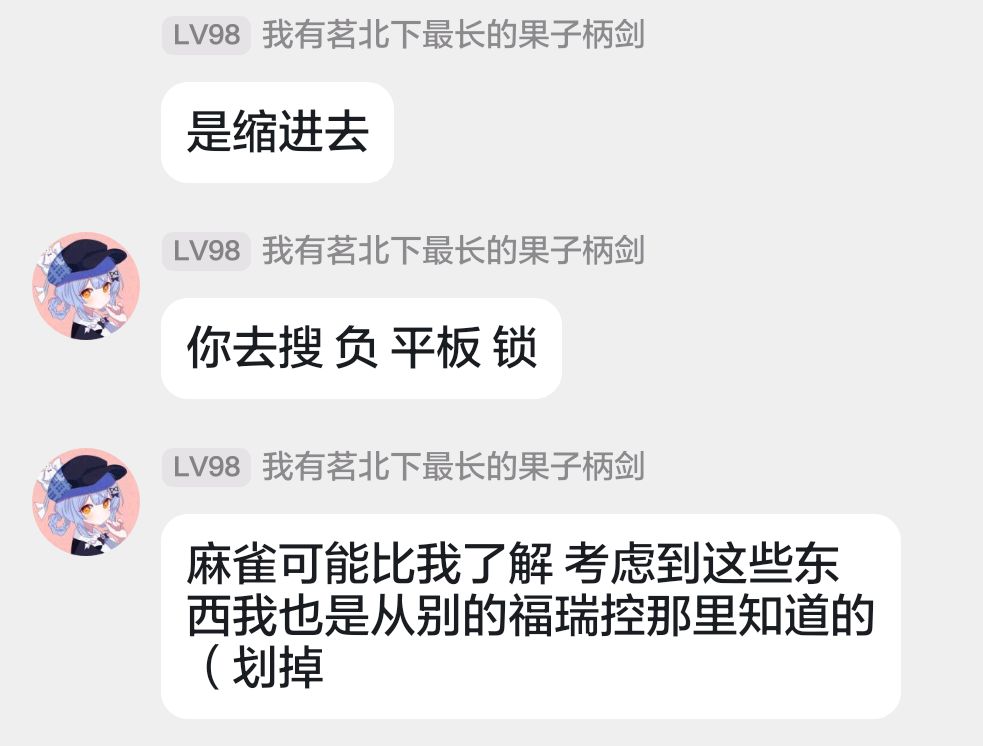 LV98 我有茗北下最长的果子柄剑
是缩进去
LV98 我有茗北下最长的果子柄剑
你去搜 负 平板 锁
LV98 我有茗北下最长的果子柄剑
麻雀可能比我了解 考虑到这些东
西我也是从别的福瑞控那里知道的
（划掉